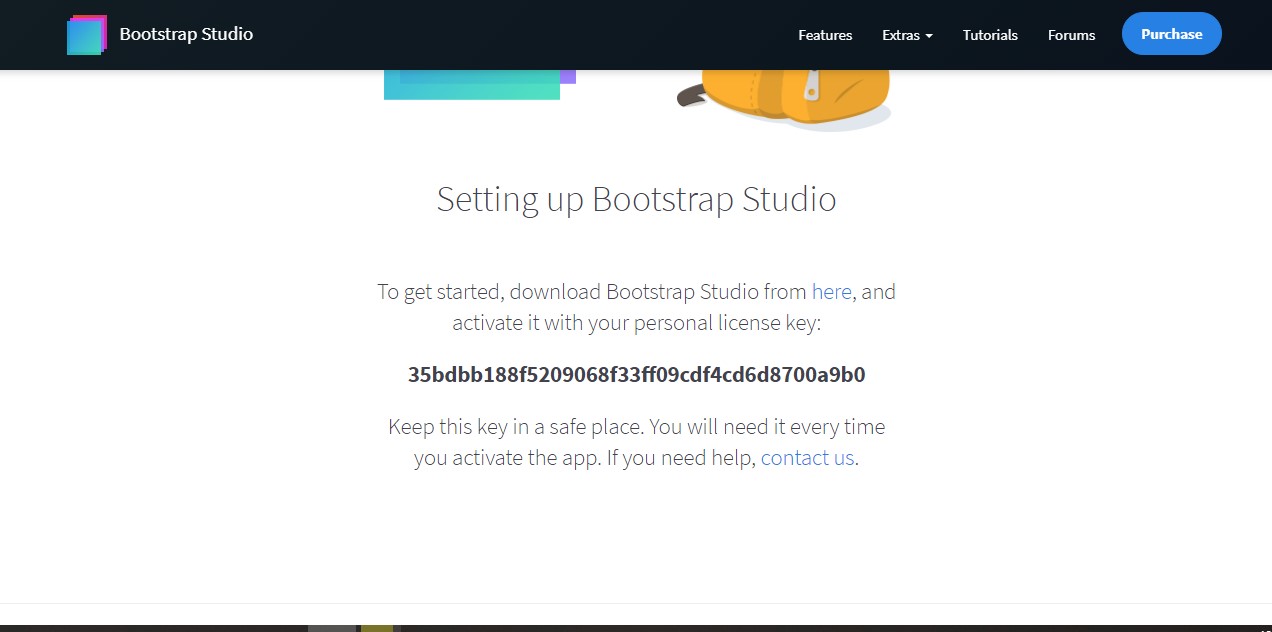 Bootstrap Studio
Features
Extras
Tutorials
Forums
Purchase
Setting up Bootstrap Studio
To get started, download Bootstrap Studio from here, and
activate it with your personal license key:
35bdbb188f5209068f33ff09cdf4cd6d8700a9b0
Keep this key in a safe place. You will need it every time
you activate the app. If you need help, contact us.